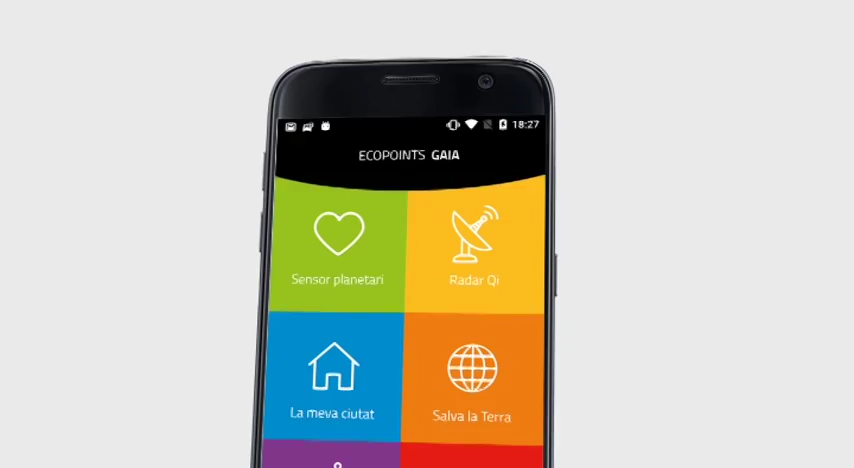 18:27
ECOPOINTS GAIA
Sensor planetari
Radar Qi
La meva ciutat
Salva la Terra